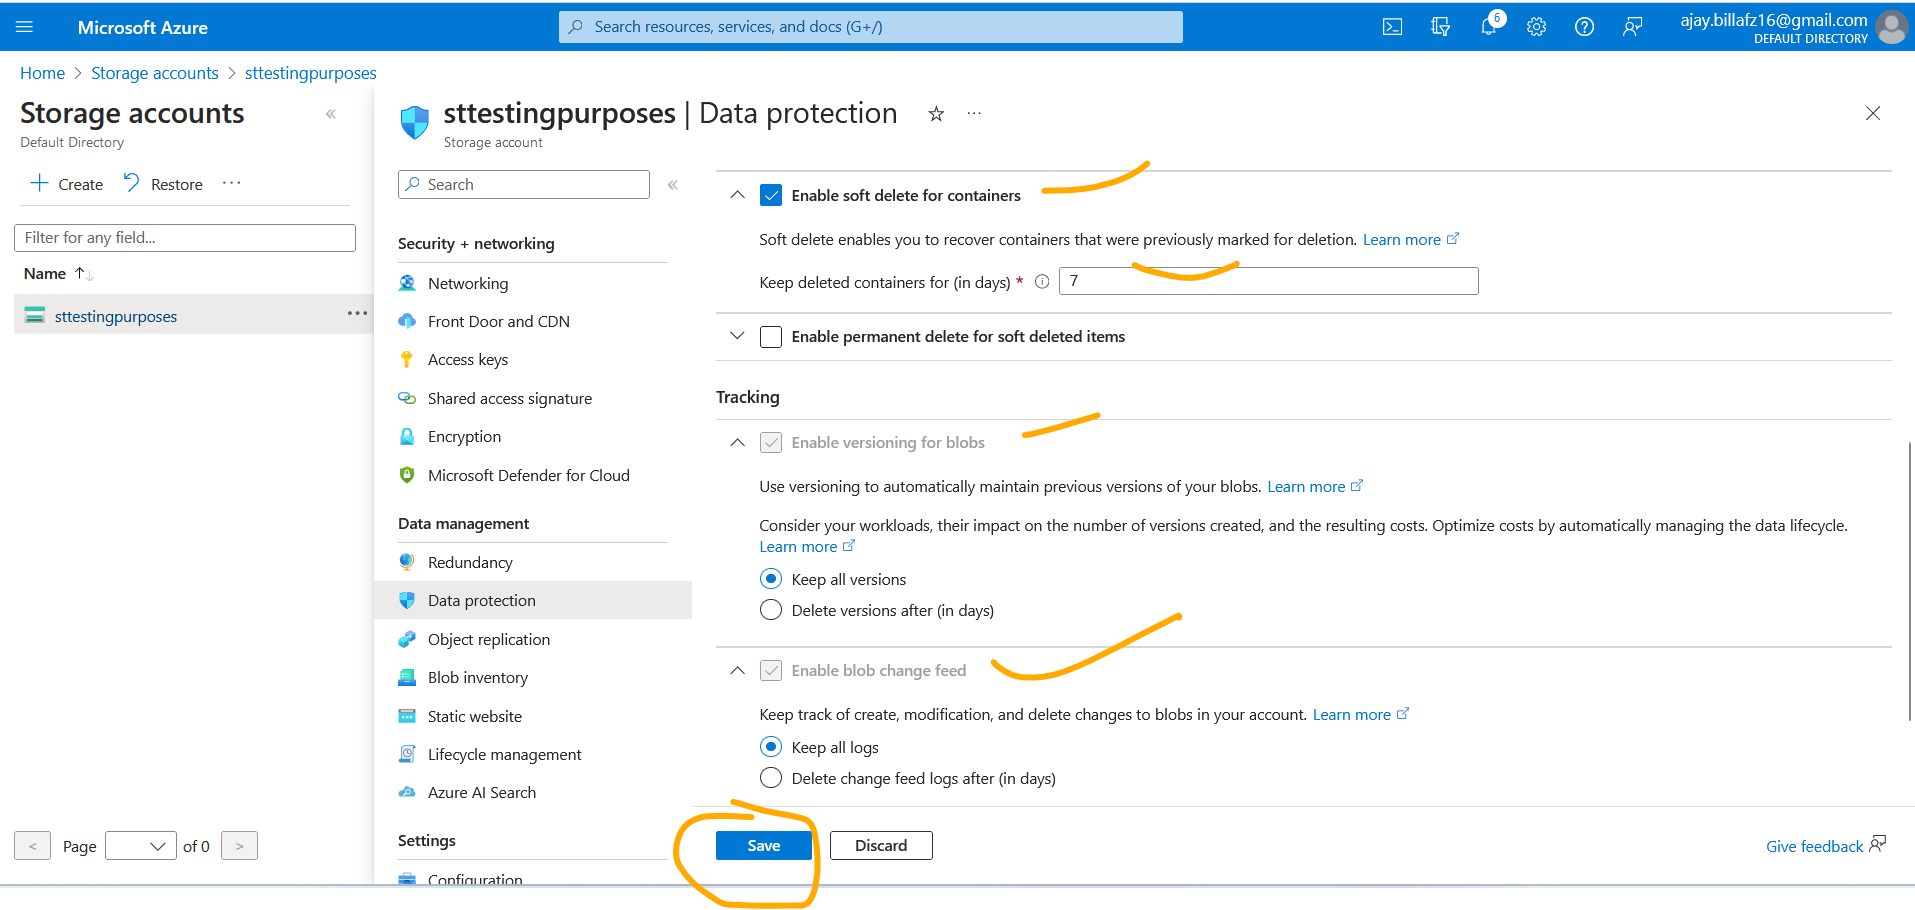 Microsoft Azure
Search resources, services, and docs (G+/)
6
ajay.billafz16@gmail.com
DEFAULT DIRECTORY
Home > Storage accounts > sttestingpurposes
Storage accounts
Default Directory
Create Restore ...
Filter for any field...
Name
sttestingpurposes ...
< Page of 0 >
sttestingpurposes | Data protection ...
Storage account
Search
Security + networking
Networking
Front Door and CDN
Access keys
Shared access signature
Encryption
Microsoft Defender for Cloud
Data management
Redundancy
Data protection
Object replication
Blob inventory
Static website
Lifecycle management
Azure AI Search
Settings
Configuration
Enable soft delete for containers
Soft delete enables you to recover containers that were previously marked for deletion. Learn more
Keep deleted containers for (in days) * 7
Enable permanent delete for soft deleted items
Tracking
Enable versioning for blobs
Use versioning to automatically maintain previous versions of your blobs. Learn more
Consider your workloads, their impact on the number of versions created, and the resulting costs. Optimize costs by automatically managing the data lifecycle.
Learn more
Keep all versions
Delete versions after (in days)
Enable blob change feed
Keep track of create, modification, and delete changes to blobs in your account. Learn more
Keep all logs
Delete change feed logs after (in days)
Save Discard
Give feedback